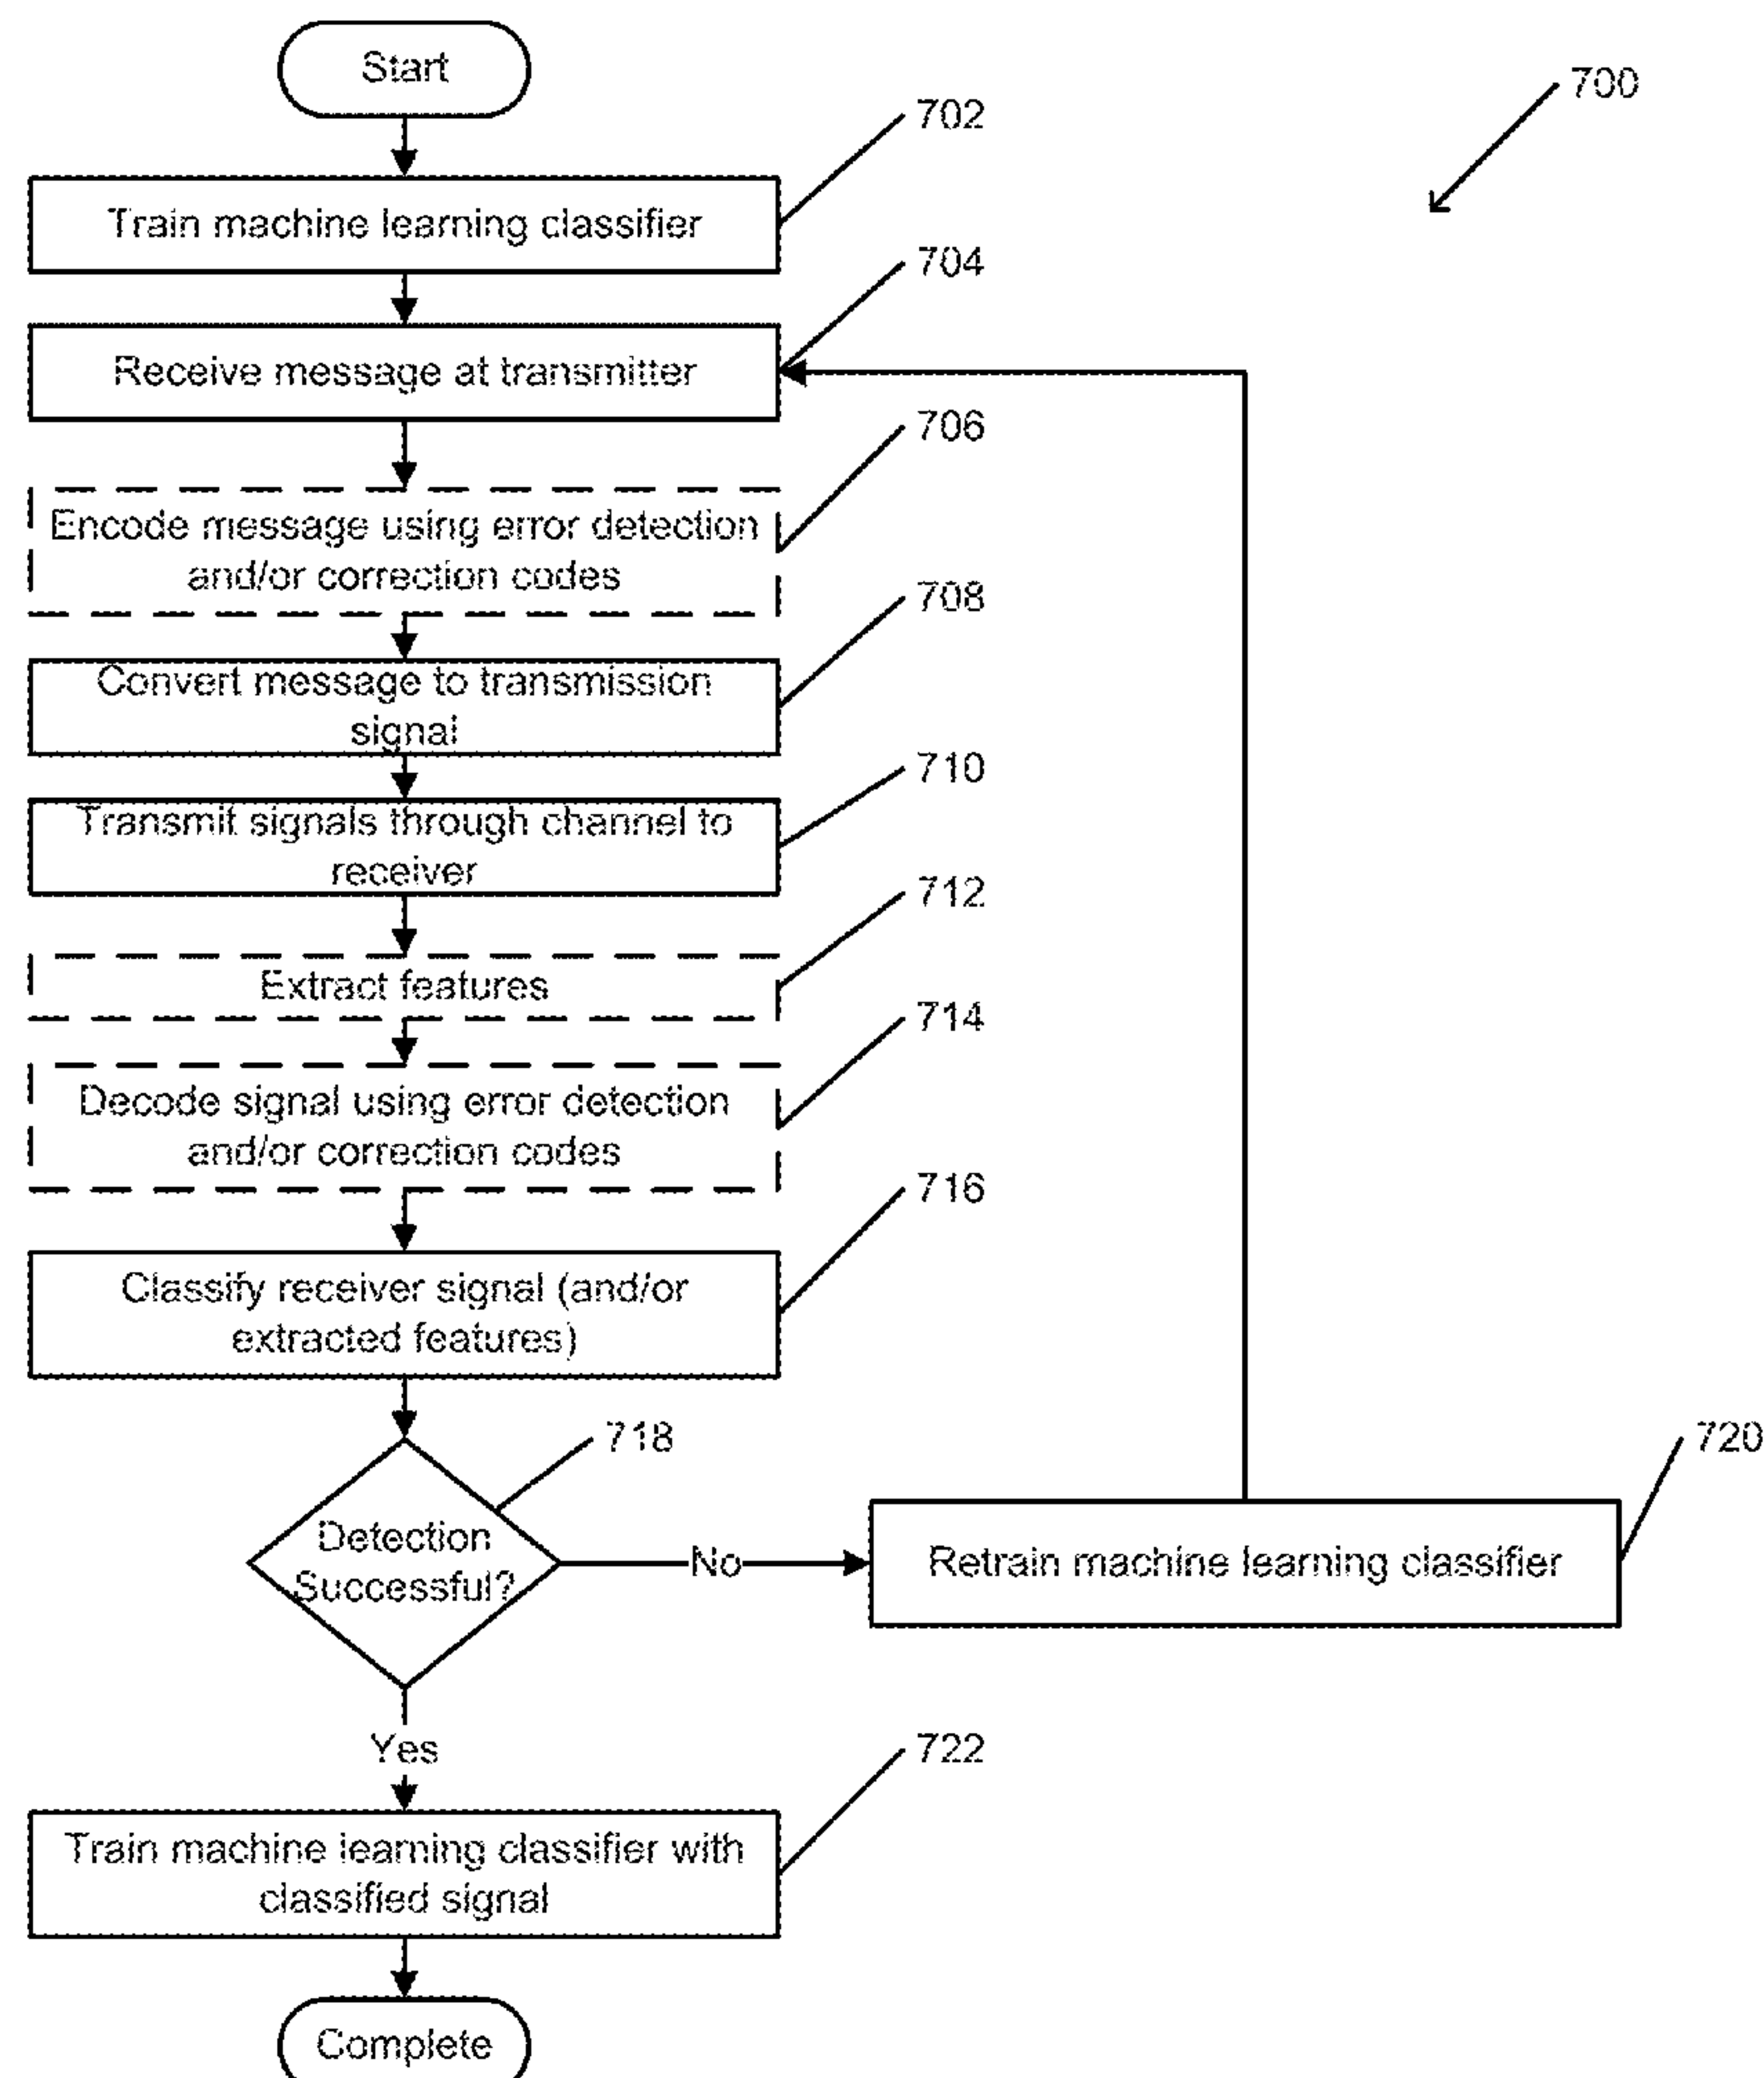 Start
700
702
Train machine learning classifier
704
Receive message at transmitter
706
Encode message using error detection
and/or correction codes
708
Convert message to transmission
signal
710
Transmit signals through channel to
receiver
712
Extract features
714
Decode signal using error detection
and/or correction codes
716
Classify receiver signal (and/or
extracted features)
718
Detection
Successful?
No
720
Retrain machine learning classifier
Yes
722
Train machine learning classifier with
classified signal
Complete